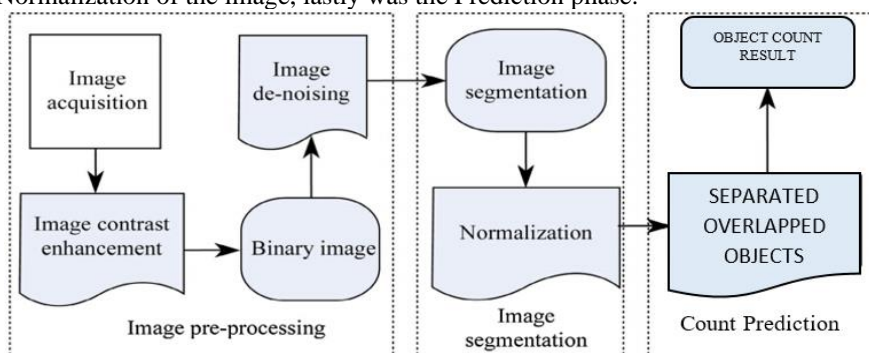 Normalization of the image, lastly was the Prediction phase.
Image
acquisition
Image contrast
enhancement
Binary image
Image
de-noising
Image pre-processing
Image
segmentation
Normalization
Image
segmentation
OBJECT COUNT
RESULT
SEPARATED
OVERLAPPED
OBJECTS
Count Prediction